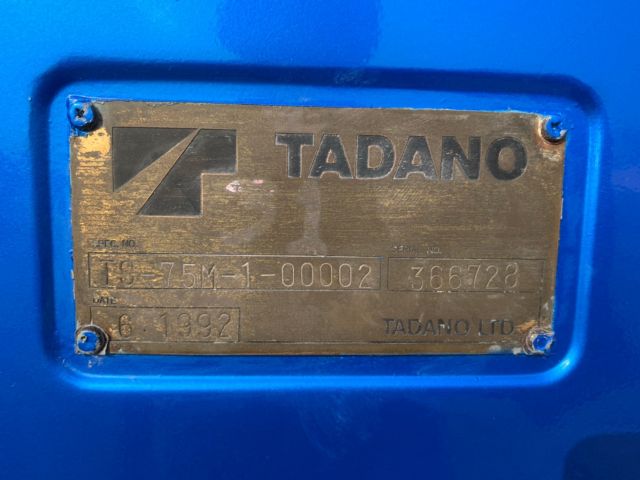 TADANO
SPEC. NO. SERIAL NO.
TS-75M-1-00002 366728
DATE
6.1992 TADANO LTD.